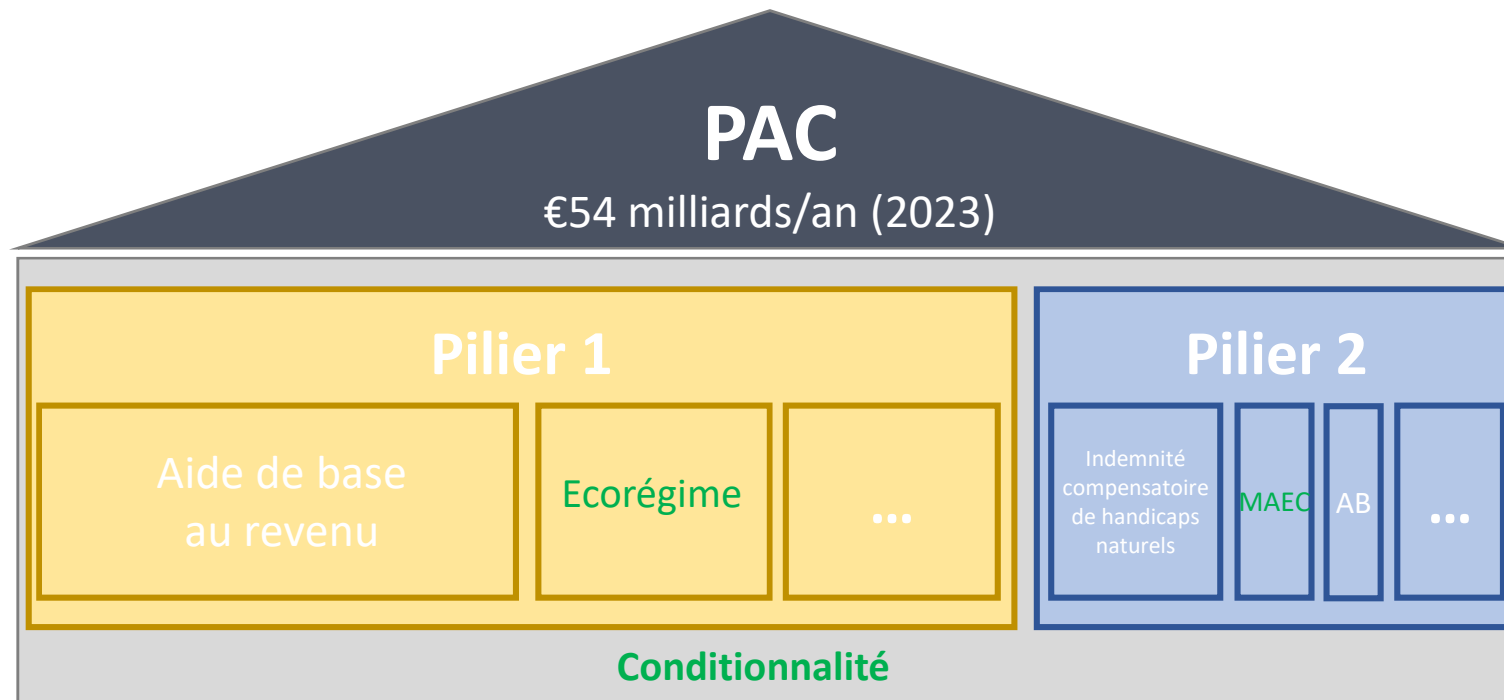 PAC
€54 milliards/an (2023)
Pilier 1
Pilier 2
Aide de base
au revenu
Ecorégime
...
Indemnité
compensatoire
de handicaps
naturels
MAEC
AB
...
Conditionnalité